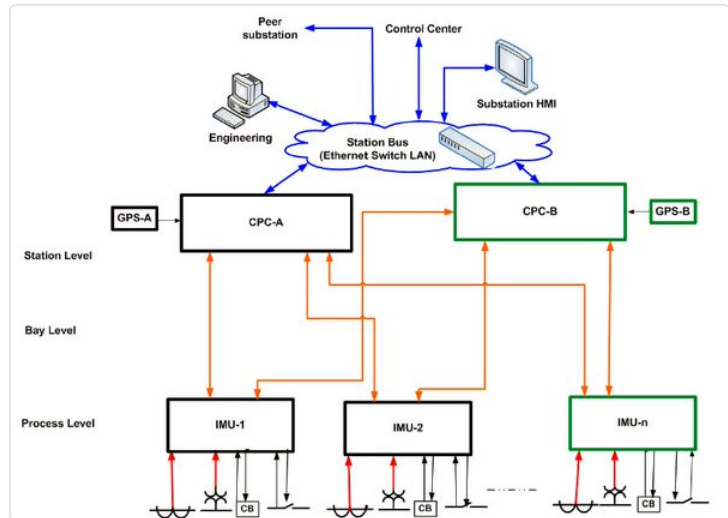 Peer
substation
Control Center
Substation HMI
Engineering
Station Bus
(Ethernet Switch LAN)
GPS-A
CPC-A
CPC-B
GPS-B
Station Level
Bay Level
Process Level
IMU-1
IMU-2
IMU-n
CB
CB
CB